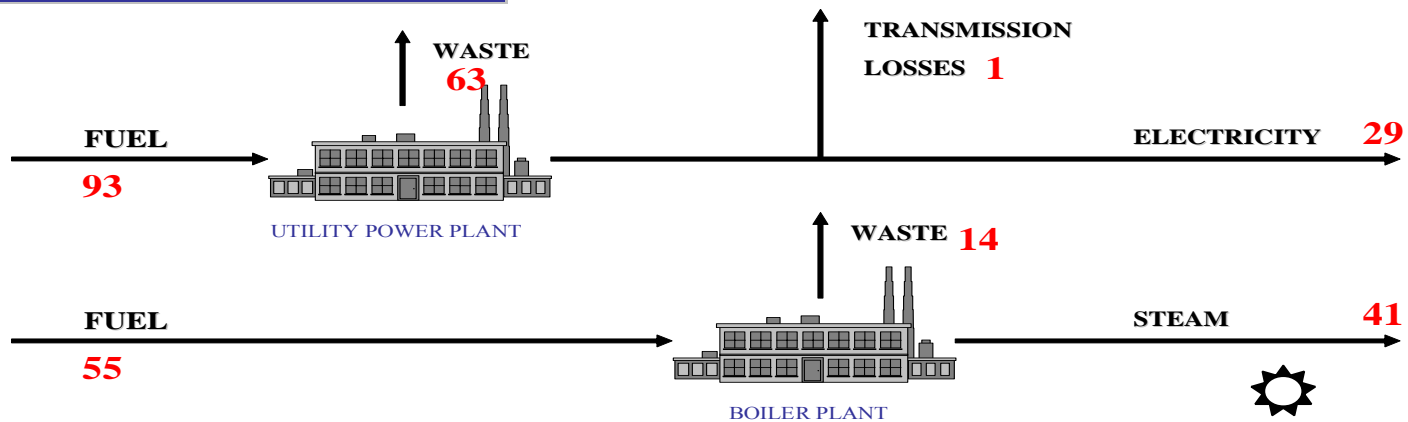 TRANSMISSION
LOSSES 1
WASTE
63
FUEL
93
ELECTRICITY 29
UTILITY POWER PLANT
WASTE 14
FUEL
55
STEAM 41
BOILER PLANT